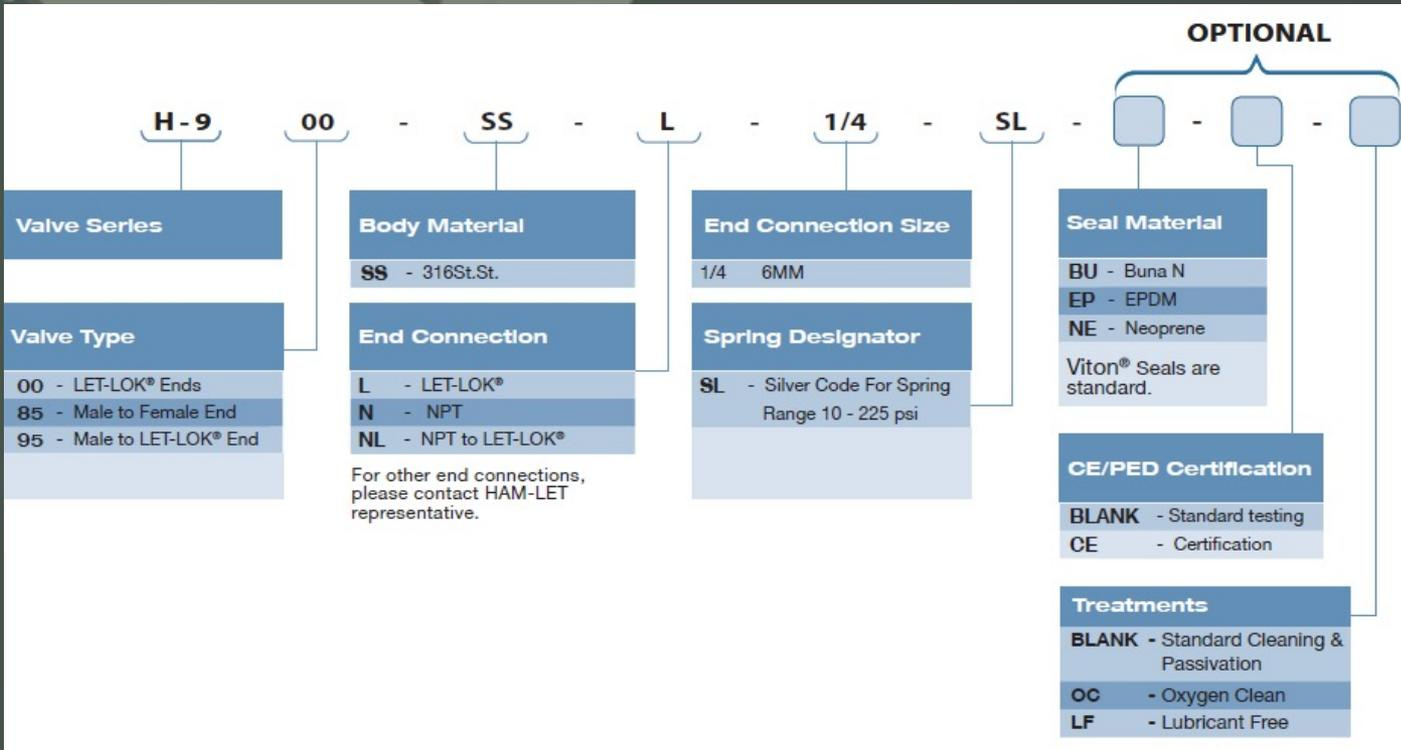 OPTIONAL
H-9 00 - SS - L - 1/4 - SL - - -
Valve Series
Valve Type
00 - LET-LOK® Ends
85 - Male to Female End
95 - Male to LET-LOK® End
Body Material
SS - 316St.St.
End Connection
L - LET-LOK®
N - NPT
NL - NPT to LET-LOK®
For other end connections,
please contact HAM-LET
representative.
End Connection Size
1/4 6MM
Spring Designator
SL - Silver Code For Spring
Range 10 - 225 psi
Seal Material
BU - Buna N
EP - EPDM
NE - Neoprene
Viton® Seals are
standard.
CE/PED Certification
BLANK - Standard testing
CE - Certification
Treatments
BLANK - Standard Cleaning &
Passivation
OC - Oxygen Clean
LF - Lubricant Free